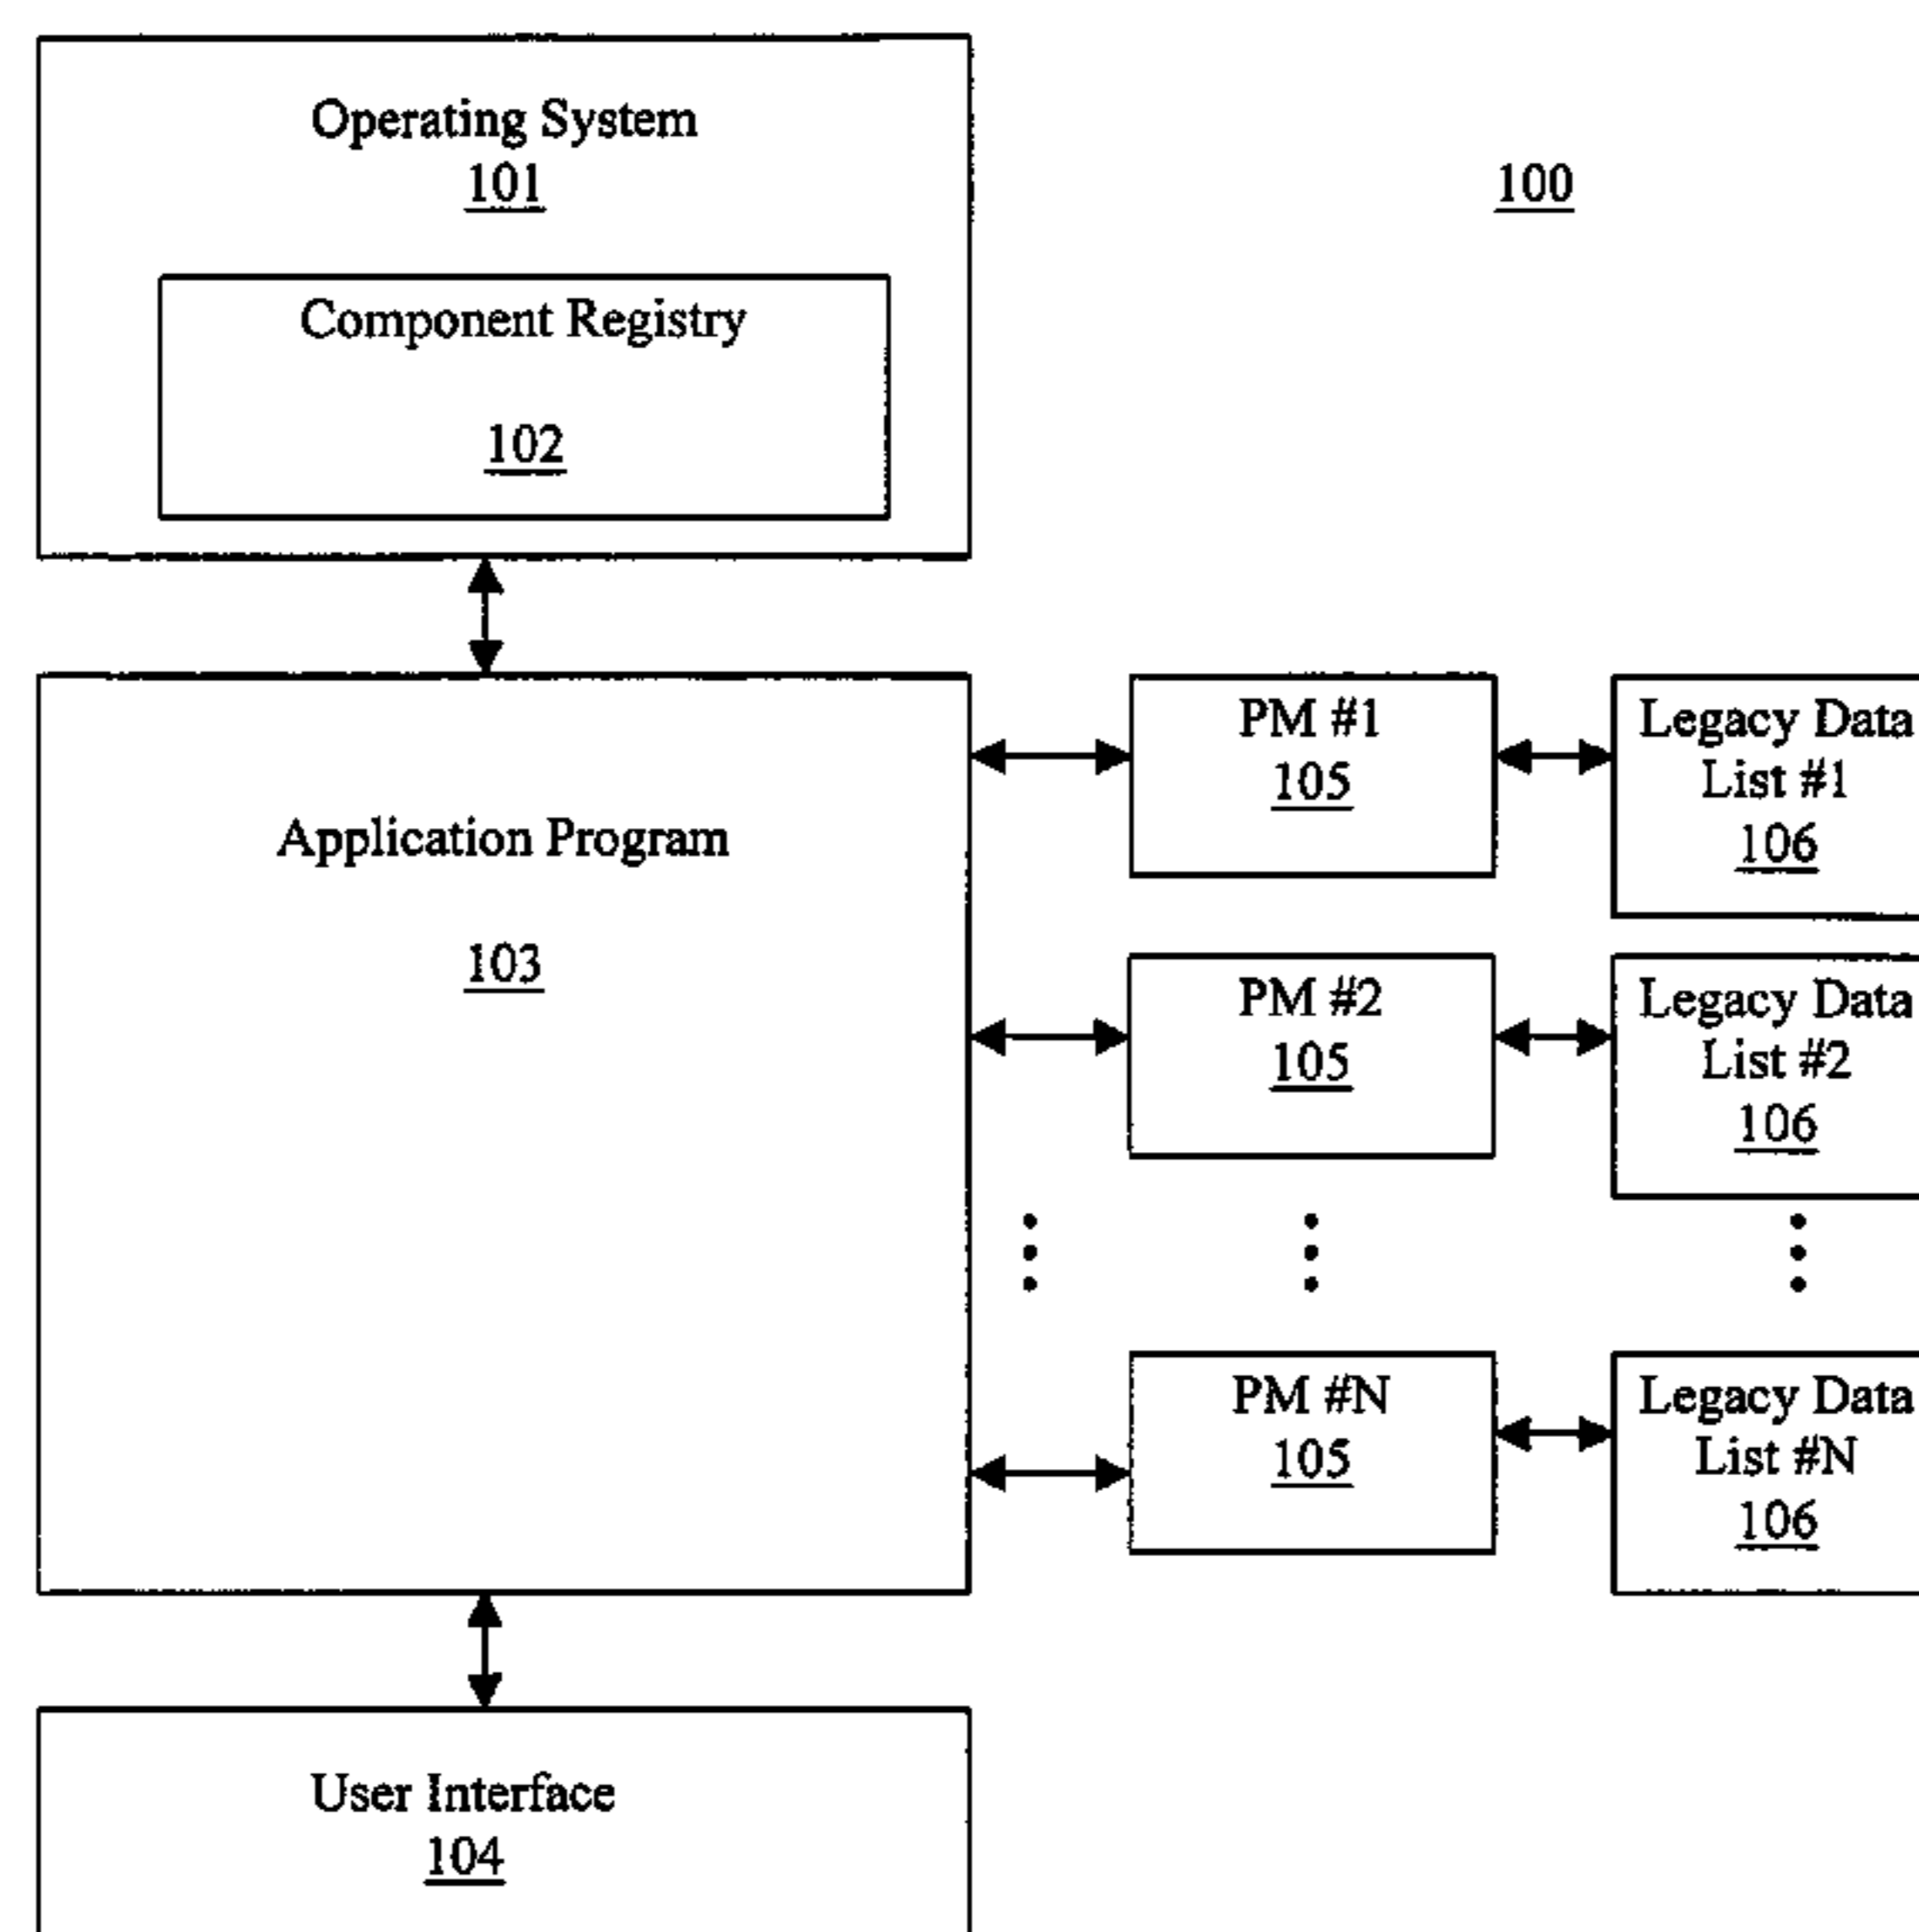 Operating System
101
100
Component Registry
102
Application Program
103
PM #1
105
Legacy Data
List #1
106
PM #2
105
Legacy Data
List #2
106
PM #N
105
Legacy Data
List #N
106
User Interface
104